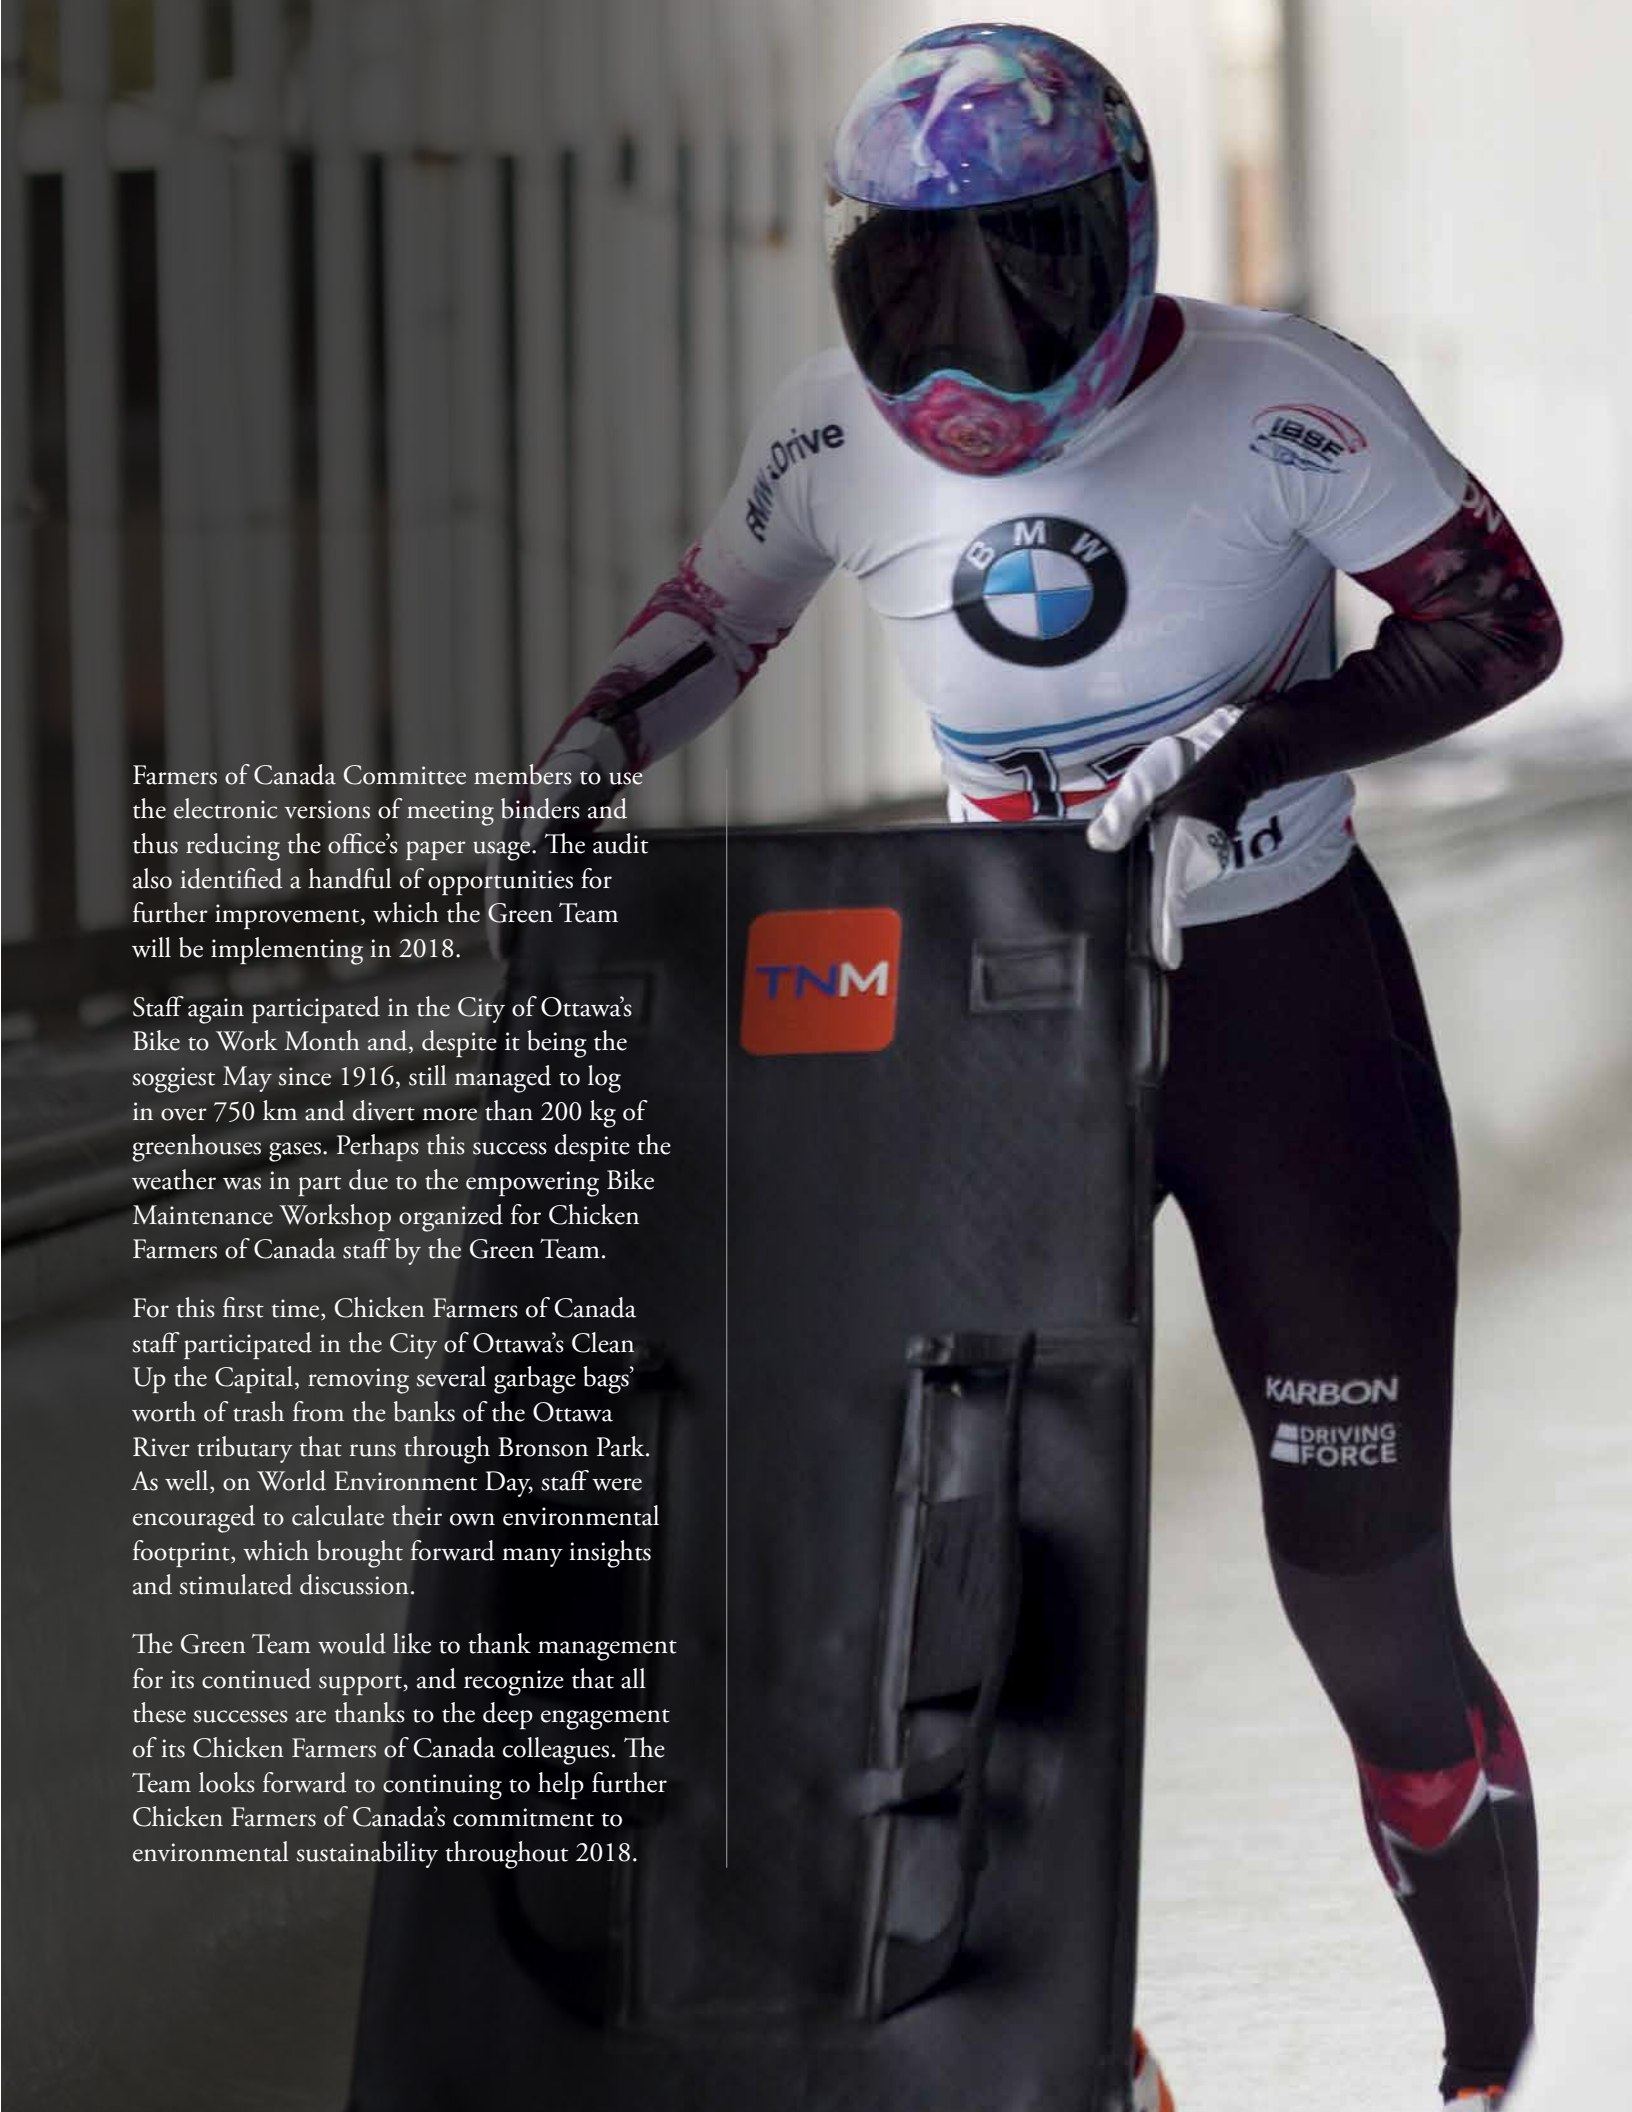 BMW xDrive
IBSF
BMW
TNM
KARBON
DRIVING
FORCE
Farmers of Canada Committee members to use
the electronic versions of meeting binders and
thus reducing the office’s paper usage. The audit
also identified a handful of opportunities for
further improvement, which the Green Team
will be implementing in 2018.
Staff again participated in the City of Ottawa’s
Bike to Work Month and, despite it being the
soggiest May since 1916, still managed to log
in over 750 km and divert more than 200 kg of
greenhouses gases. Perhaps this success despite the
weather was in part due to the empowering Bike
Maintenance Workshop organized for Chicken
Farmers of Canada staff by the Green Team.
For this first time, Chicken Farmers of Canada
staff participated in the City of Ottawa’s Clean
Up the Capital, removing several garbage bags’
worth of trash from the banks of the Ottawa
River tributary that runs through Bronson Park.
As well, on World Environment Day, staff were
encouraged to calculate their own environmental
footprint, which brought forward many insights
and stimulated discussion.
The Green Team would like to thank management
for its continued support, and recognize that all
these successes are thanks to the deep engagement
of its Chicken Farmers of Canada colleagues. The
Team looks forward to continuing to help further
Chicken Farmers of Canada’s commitment to
environmental sustainability throughout 2018.